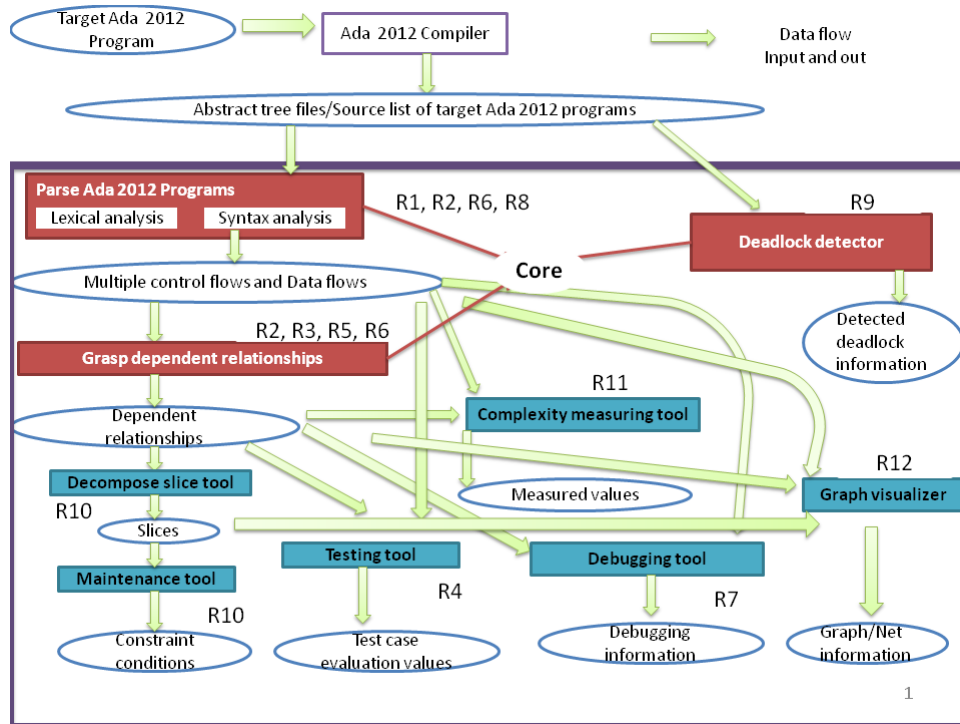 Target Ada 2012
Program
Ada 2012 Compiler
Data flow
Input and out
Abstract tree files/Source list of target Ada 2012 programs
Parse Ada 2012 Programs
Lexical analysis
Syntax analysis
R1, R2, R6, R8
R9
Deadlock detector
Core
Multiple control flows and Data flows
Detected
deadlock
information
R2, R3, R5, R6
Grasp dependent relationships
R11
Complexity measuring tool
Dependent
relationships
R12
Decompose slice tool
Measured values
Graph visualizer
R10
Slices
Testing tool
Debugging tool
Maintenance tool
R4
R7
R10
Constraint
conditions
Test case
evaluation values
Debugging
information
Graph/Net
information
1